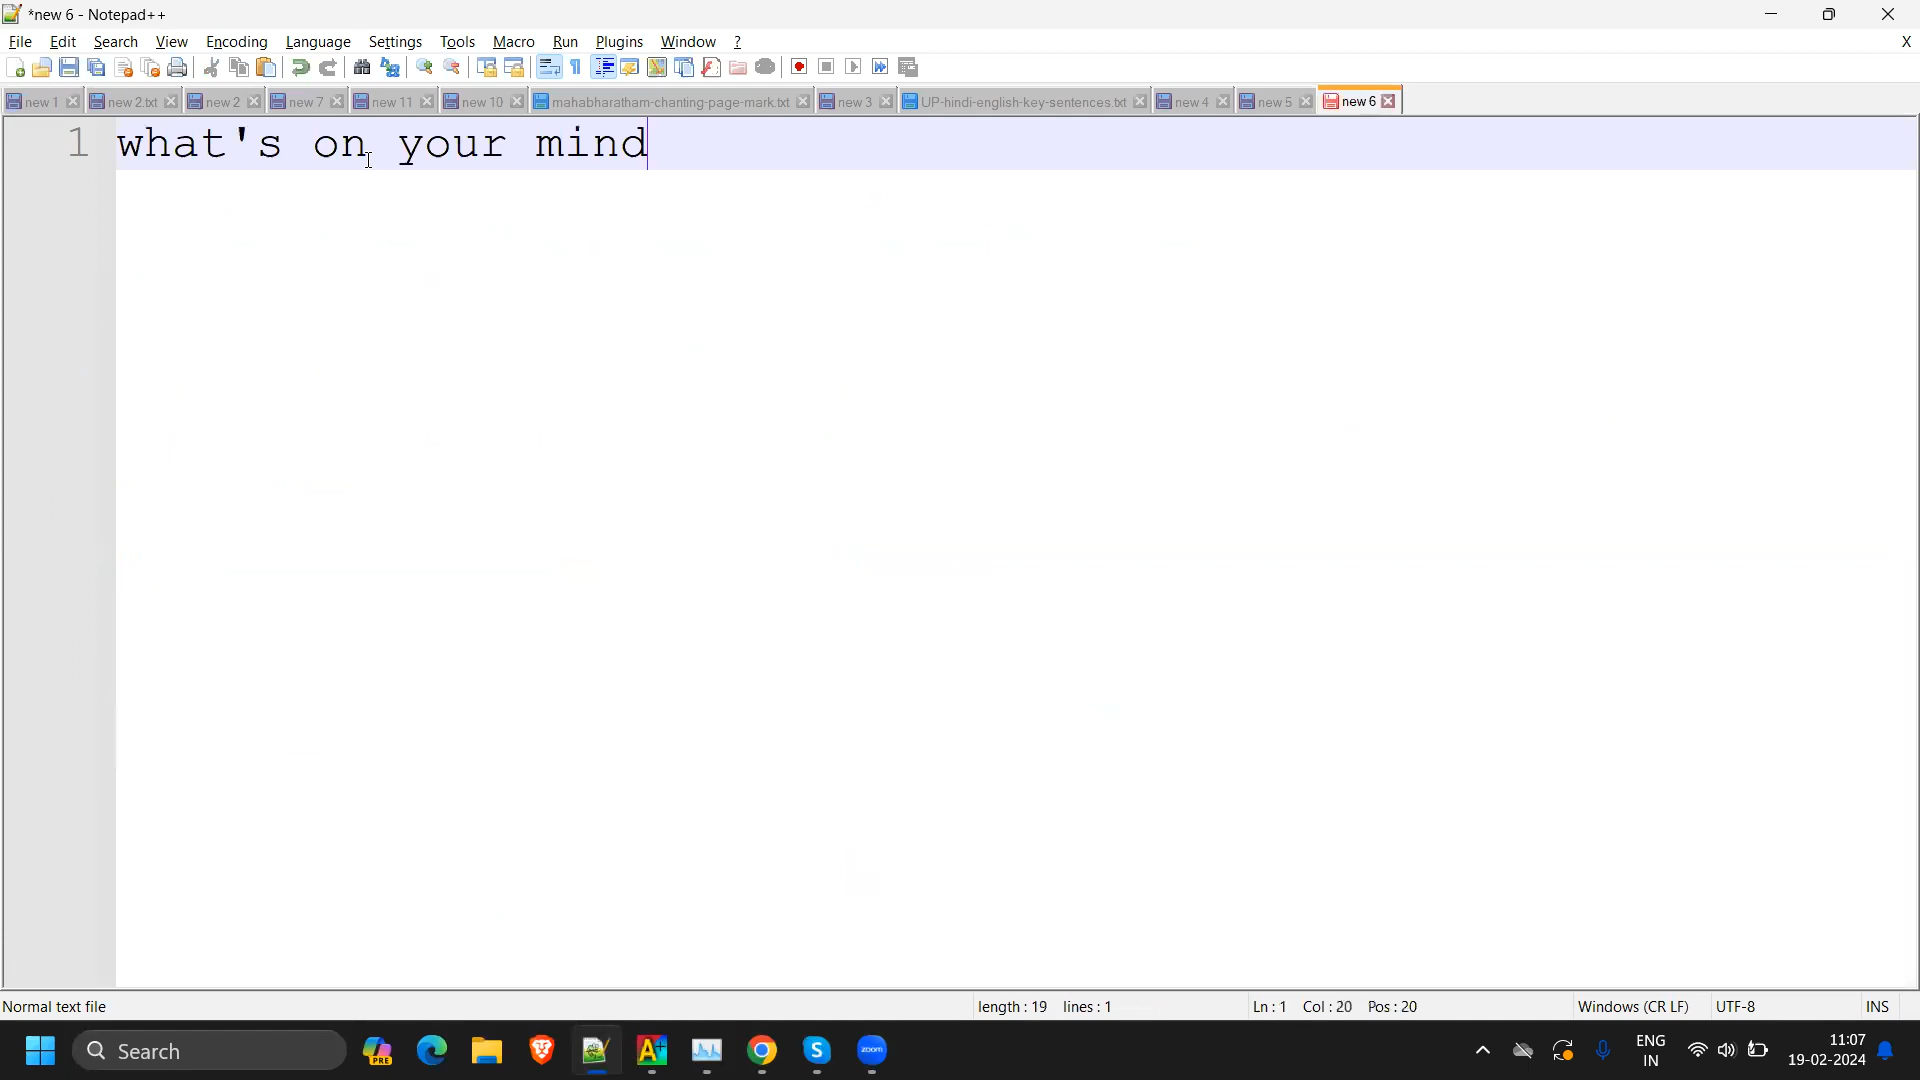 *new 6 - Notepad++
File Edit Search View Encoding Language Settings Tools Macro Run Plugins Window ? X
new 1 new 2.txt new 2 new 7 new 11 new 10 mahabharatham-chanting-page-mark.txt new 3 UP-hindi-english-key-sentences.txt new 4 new 5 new 6
1 what's on your mind
Normal text file length : 19 lines : 1 Ln : 1 Col : 20 Pos : 20 Windows (CR LF) UTF-8 INS
Search PRE zoom ENG 11:07
IN 19-02-2024